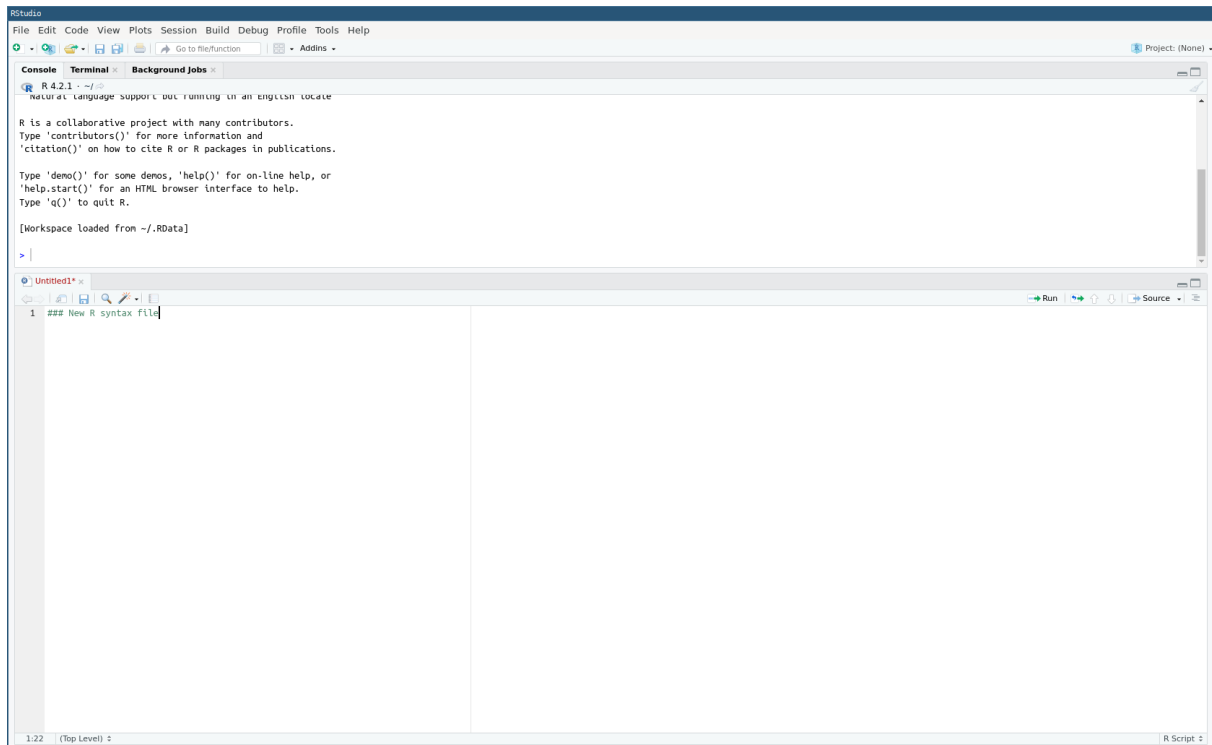 RStudio
File Edit Code View Plots Session Build Debug Profile Tools Help
Go to file/function Addins Project: (None)
Console Terminal Background Jobs
R 4.2.1 · ~/
Natural language support but running in an English locale
R is a collaborative project with many contributors.
Type 'contributors()' for more information and
'citation()' on how to cite R or R packages in publications.
Type 'demo()' for some demos, 'help()' for on-line help, or
'help.start()' for an HTML browser interface to help.
Type 'q()' to quit R.
[Workspace loaded from ~/.RData]
>
Untitled1*
Run Source
1 ### New R syntax file
1:22 (Top Level) R Script